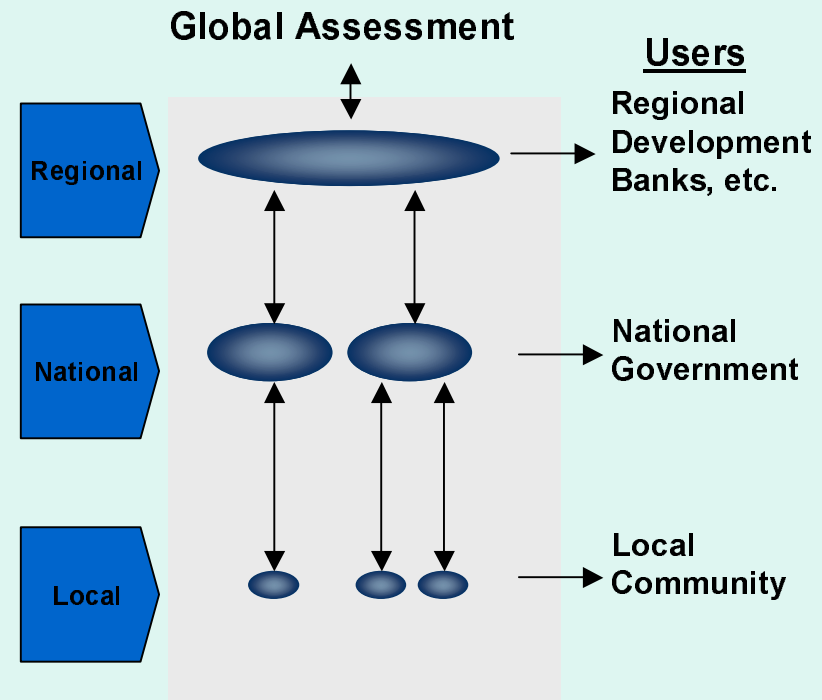 Global Assessment
Users
Regional
Regional
Development
Banks, etc.
National
National
Government
Local
Local
Community